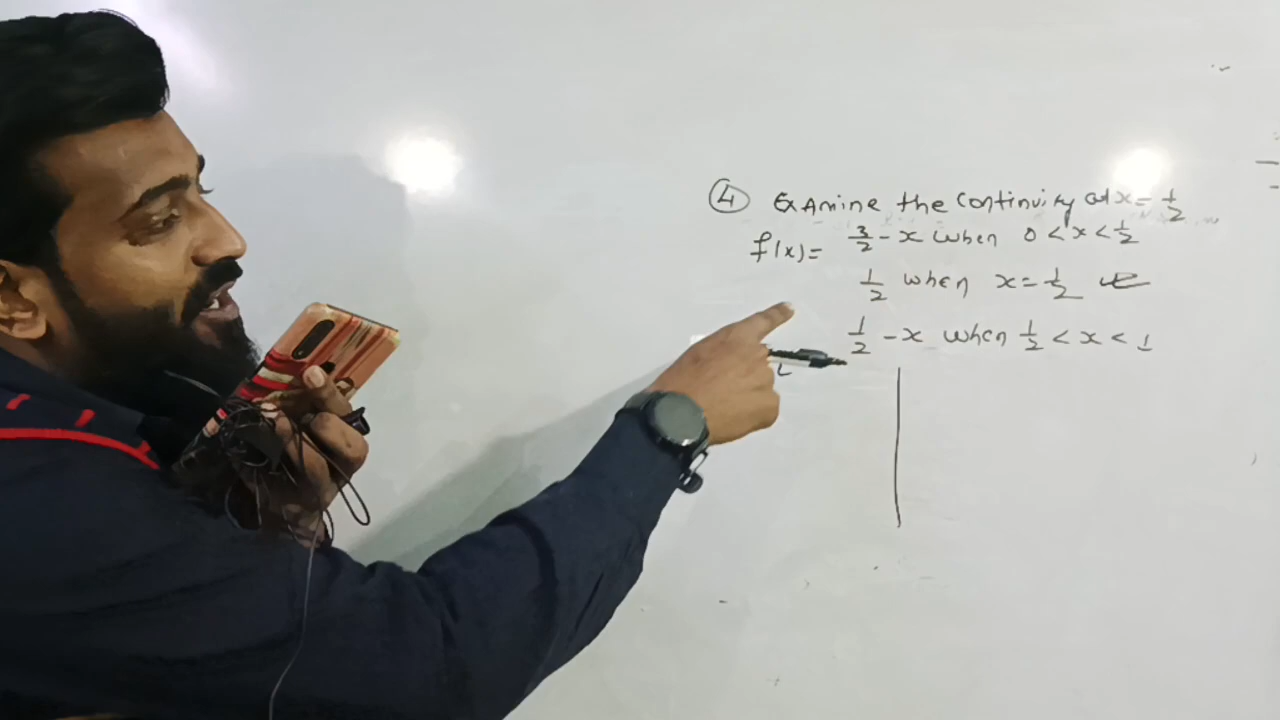 ④ Examine the continuity at x = 1/2
f(x) = 3/2 - x when 0 < x < 1/2
1/2 when x = 1/2
1/2 - x when 1/2 < x < 1
L